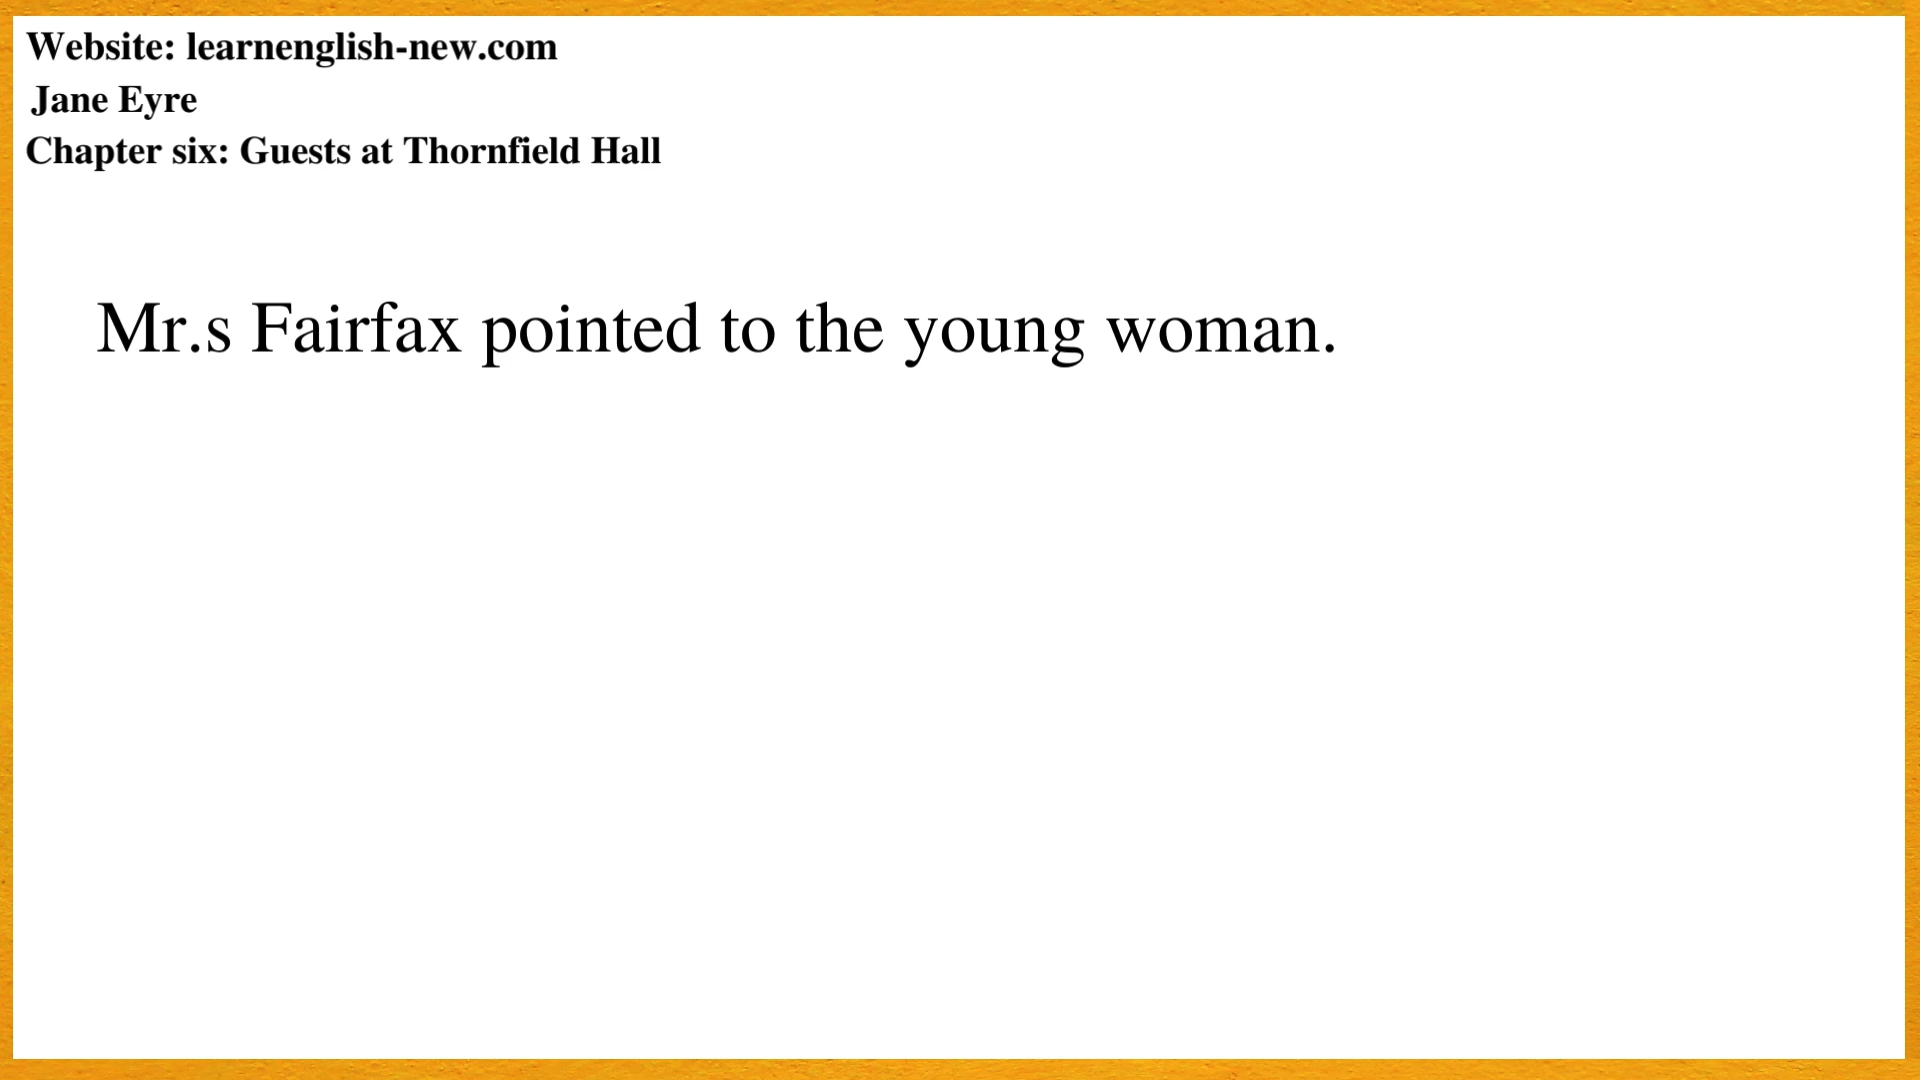 Website: learnenglish-new.com
Jane Eyre
Chapter six: Guests at Thornfield Hall
Mr.s Fairfax pointed to the young woman.